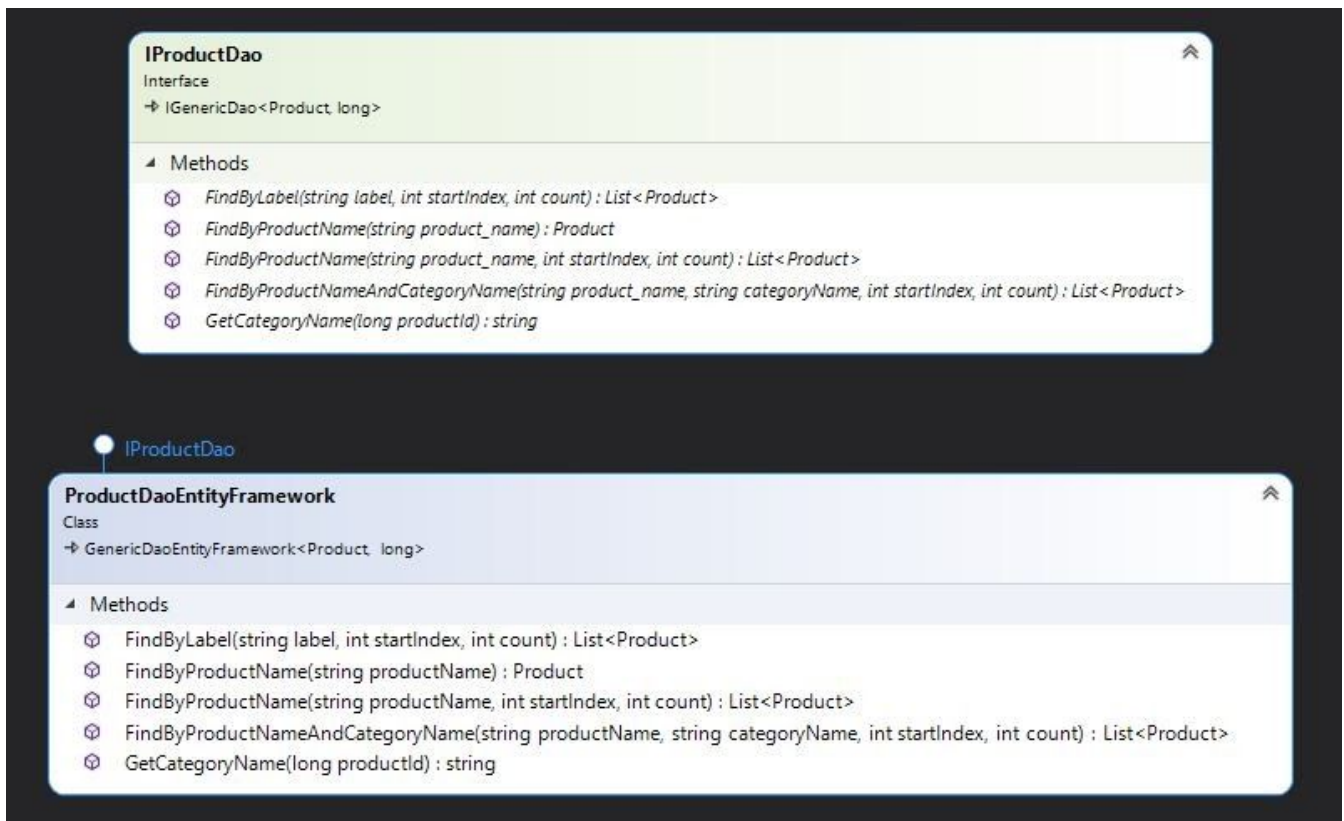 IProductDao
Interface
IGenericDao<Product, long>
Methods
FindByLabel(string label, int startIndex, int count) : List<Product>
FindByProductName(string product_name) : Product
FindByProductName(string product_name, int startIndex, int count) : List<Product>
FindByProductNameAndCategoryName(string product_name, string categoryName, int startIndex, int count) : List<Product>
GetCategoryName(long productId) : string
IProductDao
ProductDaoEntityFramework
Class
GenericDaoEntityFramework<Product, long>
Methods
FindByLabel(string label, int startIndex, int count) : List<Product>
FindByProductName(string productName) : Product
FindByProductName(string productName, int startIndex, int count) : List<Product>
FindByProductNameAndCategoryName(string productName, string categoryName, int startIndex, int count) : List<Product>
GetCategoryName(long productId) : string